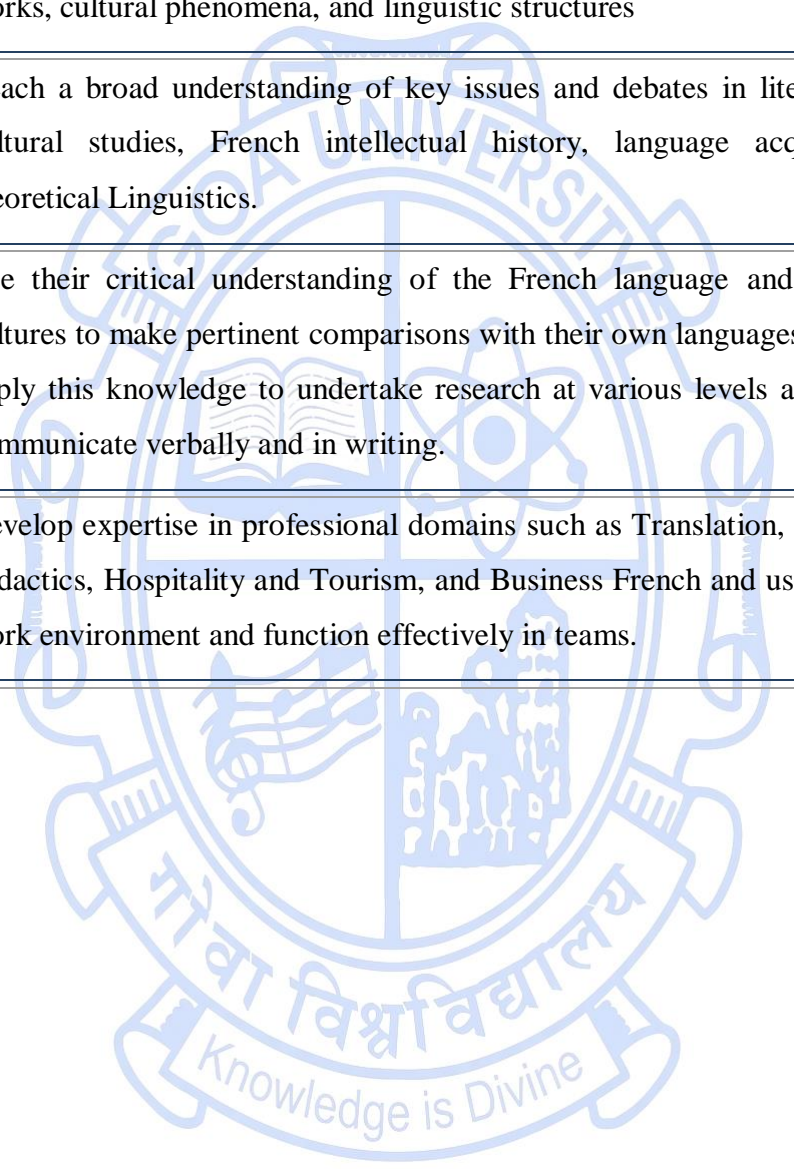 orks, cultural phenomena, and linguistic structures
each a broad understanding of key issues and debates in lite
ltural studies, French intellectual history, language acq
eoretical Linguistics.
e their critical understanding of the French language and
ltures to make pertinent comparisons with their own languages
ply this knowledge to undertake research at various levels a
mmunicate verbally and in writing.
evelop expertise in professional domains such as Translation,
dactics, Hospitality and Tourism, and Business French and us
ork environment and function effectively in teams.
GOA UNIVERSITY
गोंवा विश्वविद्यालय
Knowledge is Divine